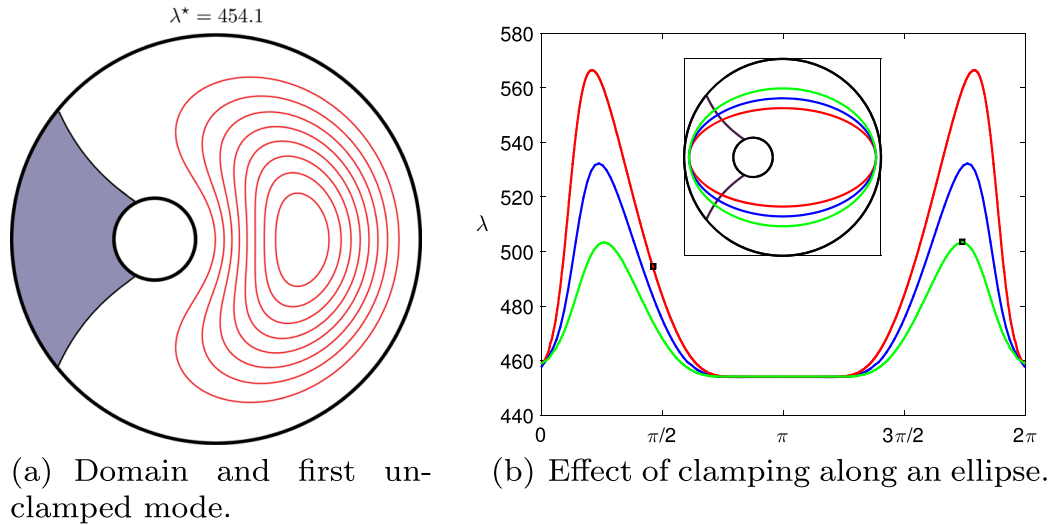 λ⋆ = 454.1
580
560
540
520
λ
500
480
460
440
0
π/2
π
3π/2
2π
(a) Domain and first un-
clamped mode.
(b) Effect of clamping along an ellipse.